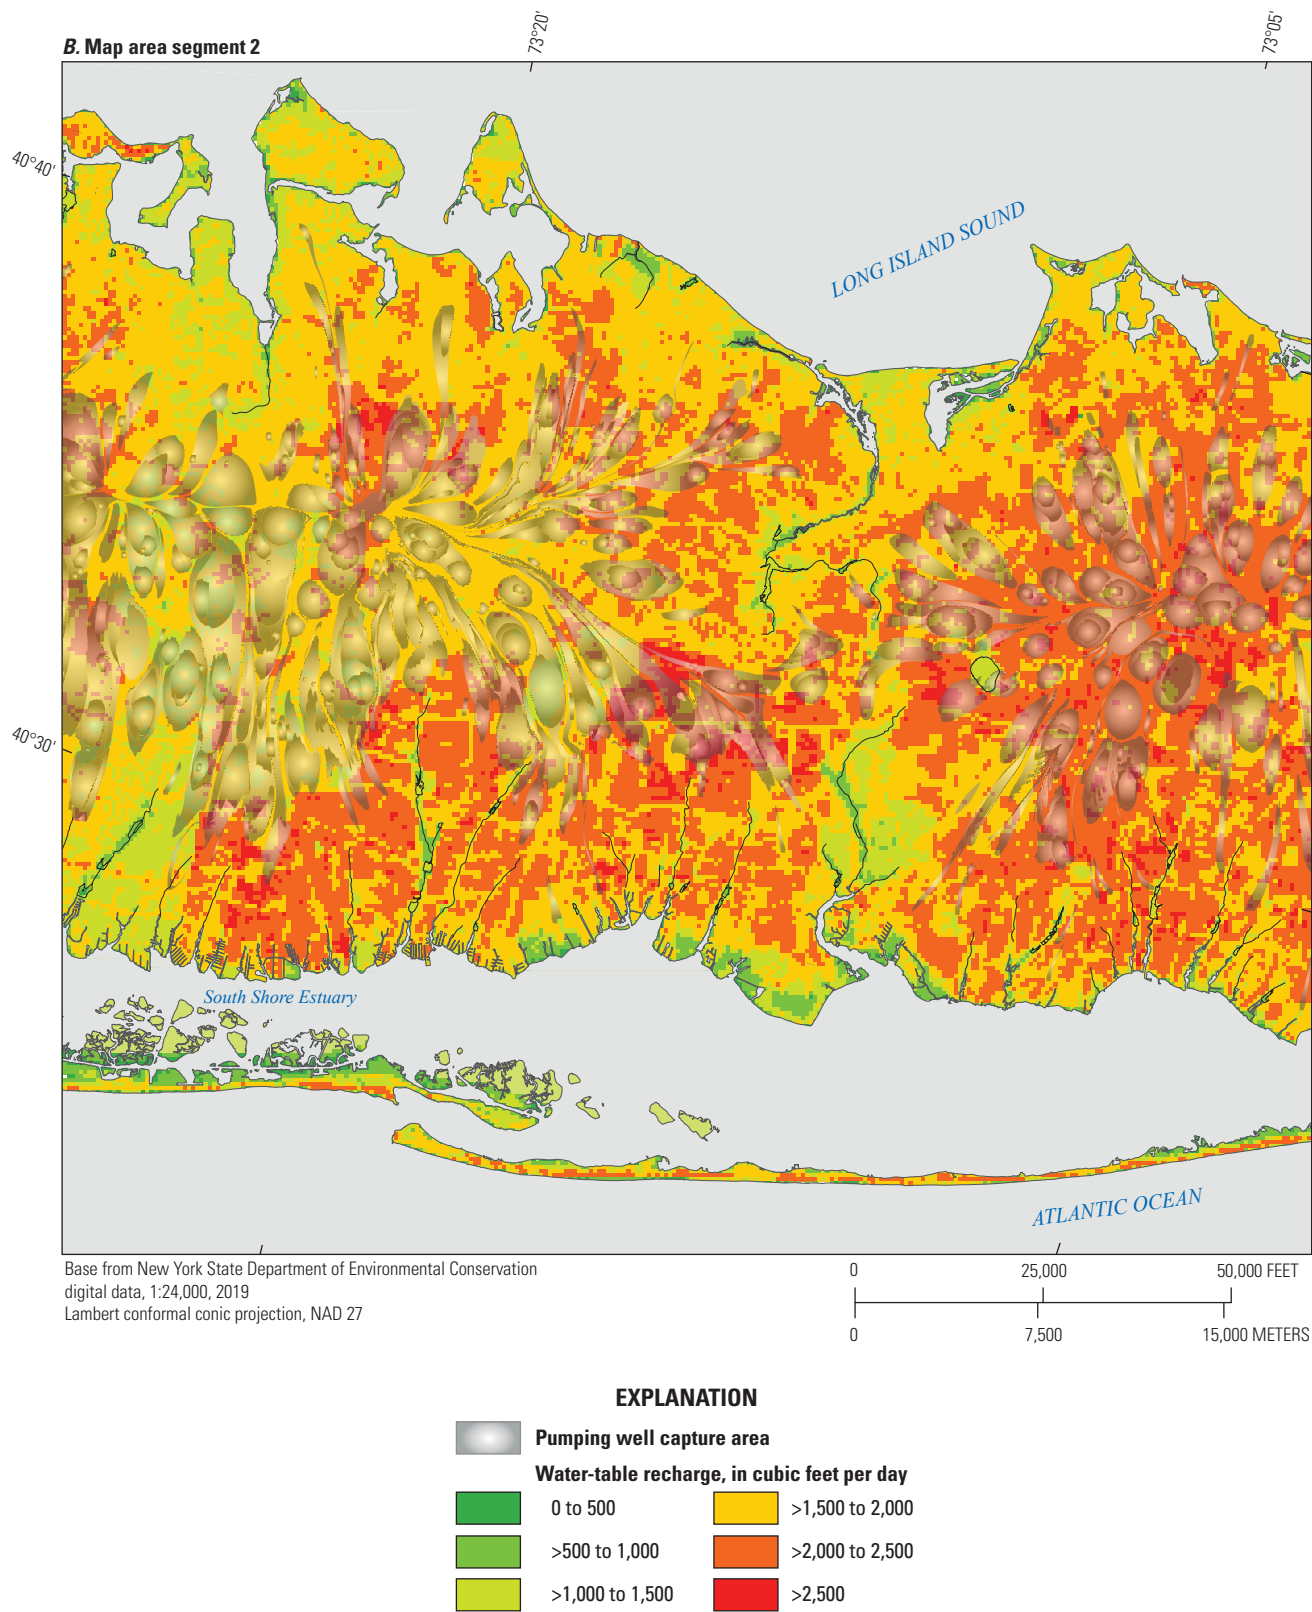 B. Map area segment 2
73°20'
73°05'
40°40'
LONG ISLAND SOUND
40°30'
South Shore Estuary
ATLANTIC OCEAN
Base from New York State Department of Environmental Conservation
digital data, 1:24,000, 2019
Lambert conformal conic projection, NAD 27
0 25,000 50,000 FEET
0 7,500 15,000 METERS
EXPLANATION
Pumping well capture area
Water-table recharge, in cubic feet per day
0 to 500
>500 to 1,000
>1,000 to 1,500
>1,500 to 2,000
>2,000 to 2,500
>2,500